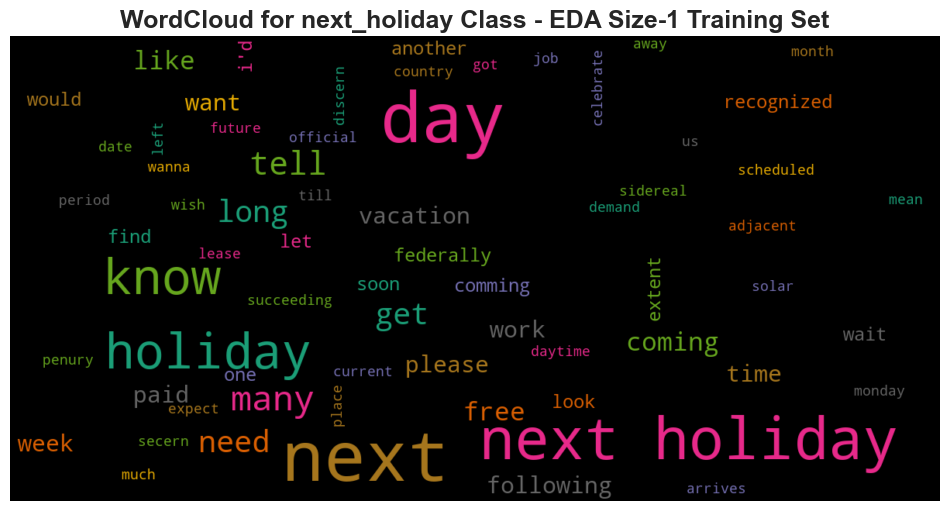 WordCloud for next_holiday Class - EDA Size-1 Training Set
like
i'd
another
away
month
country
got
job
celebrate
would
want
discern
day
recognized
future
official
left
date
us
wanna
tell
scheduled
period
wish
till
sidereal
mean
long
vacation
demand
find
let
adjacent
lease
federally
know
soon
comming
extent
solar
succeeding
get
work
coming
wait
holiday
daytime
penury
one
current
please
time
paid
many
expect
place
free
look
monday
week
secern
need
next
next holiday
much
following
arrives